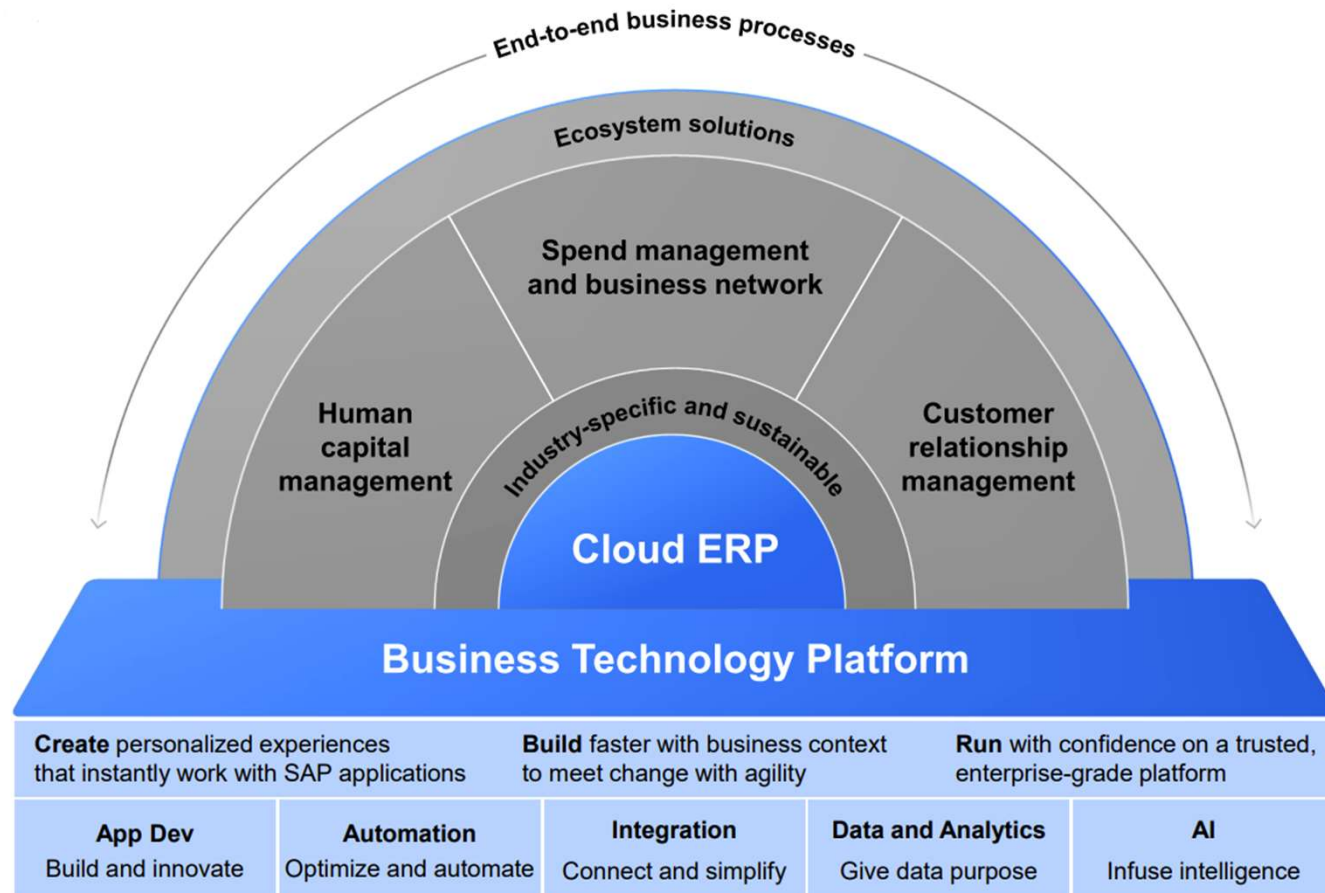 End-to-end business processes
Ecosystem solutions
Spend management
and business network
Human
capital
management
Industry-specific and sustainable
Customer
relationship
management
Cloud ERP
Business Technology Platform
Create personalized experiences
that instantly work with SAP applications
Build faster with business context
to meet change with agility
Run with confidence on a trusted,
enterprise-grade platform
App Dev
Build and innovate
Automation
Optimize and automate
Integration
Connect and simplify
Data and Analytics
Give data purpose
AI
Infuse intelligence